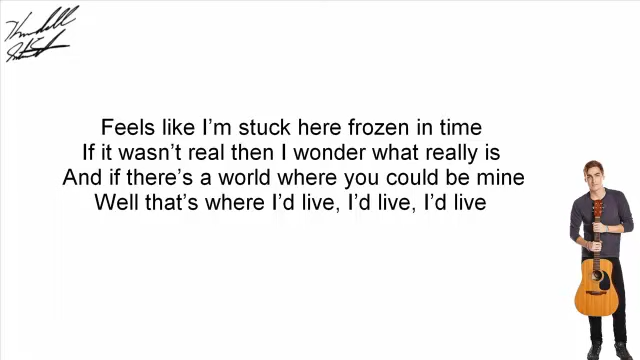 Kendall
Feels like I’m stuck here frozen in time
If it wasn’t real then I wonder what really is
And if there’s a world where you could be mine
Well that’s where I’d live, I’d live, I’d live